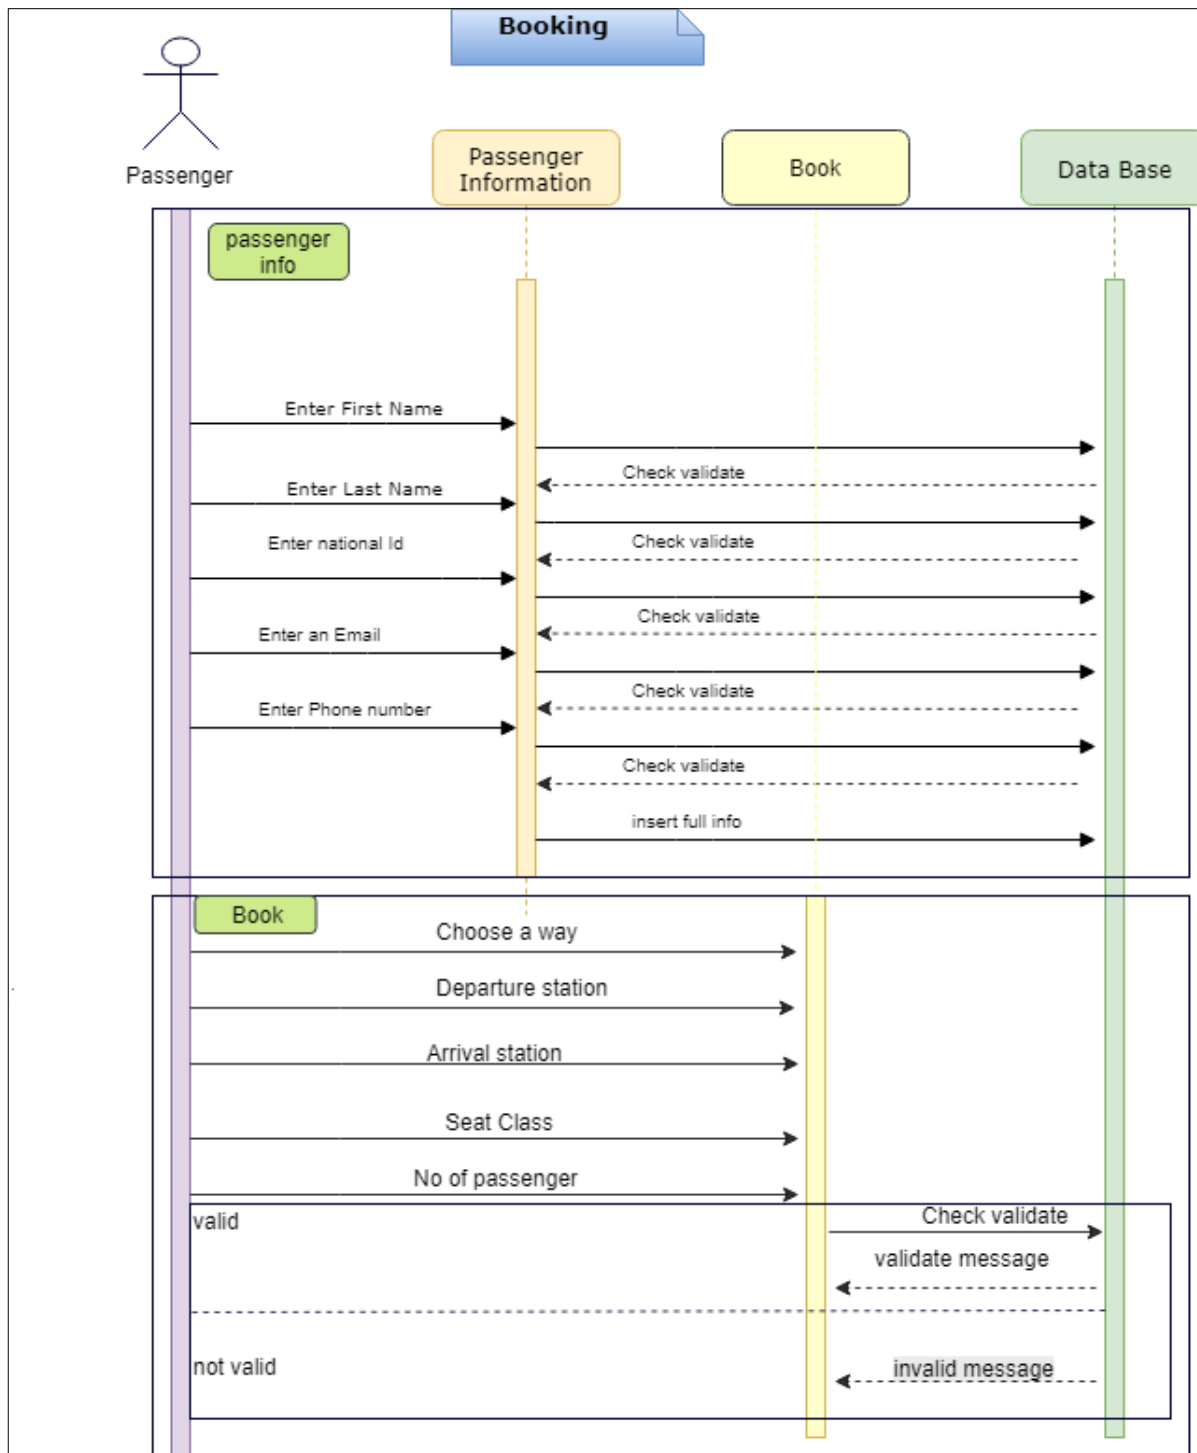 Booking
Passenger
Passenger
Information
Book
Data Base
passenger
info
Enter First Name
Check validate
Enter Last Name
Check validate
Enter national Id
Check validate
Enter an Email
Check validate
Enter Phone number
Check validate
insert full info
Book
Choose a way
Departure station
Arrival station
Seat Class
No of passenger
valid
Check validate
validate message
not valid
invalid message